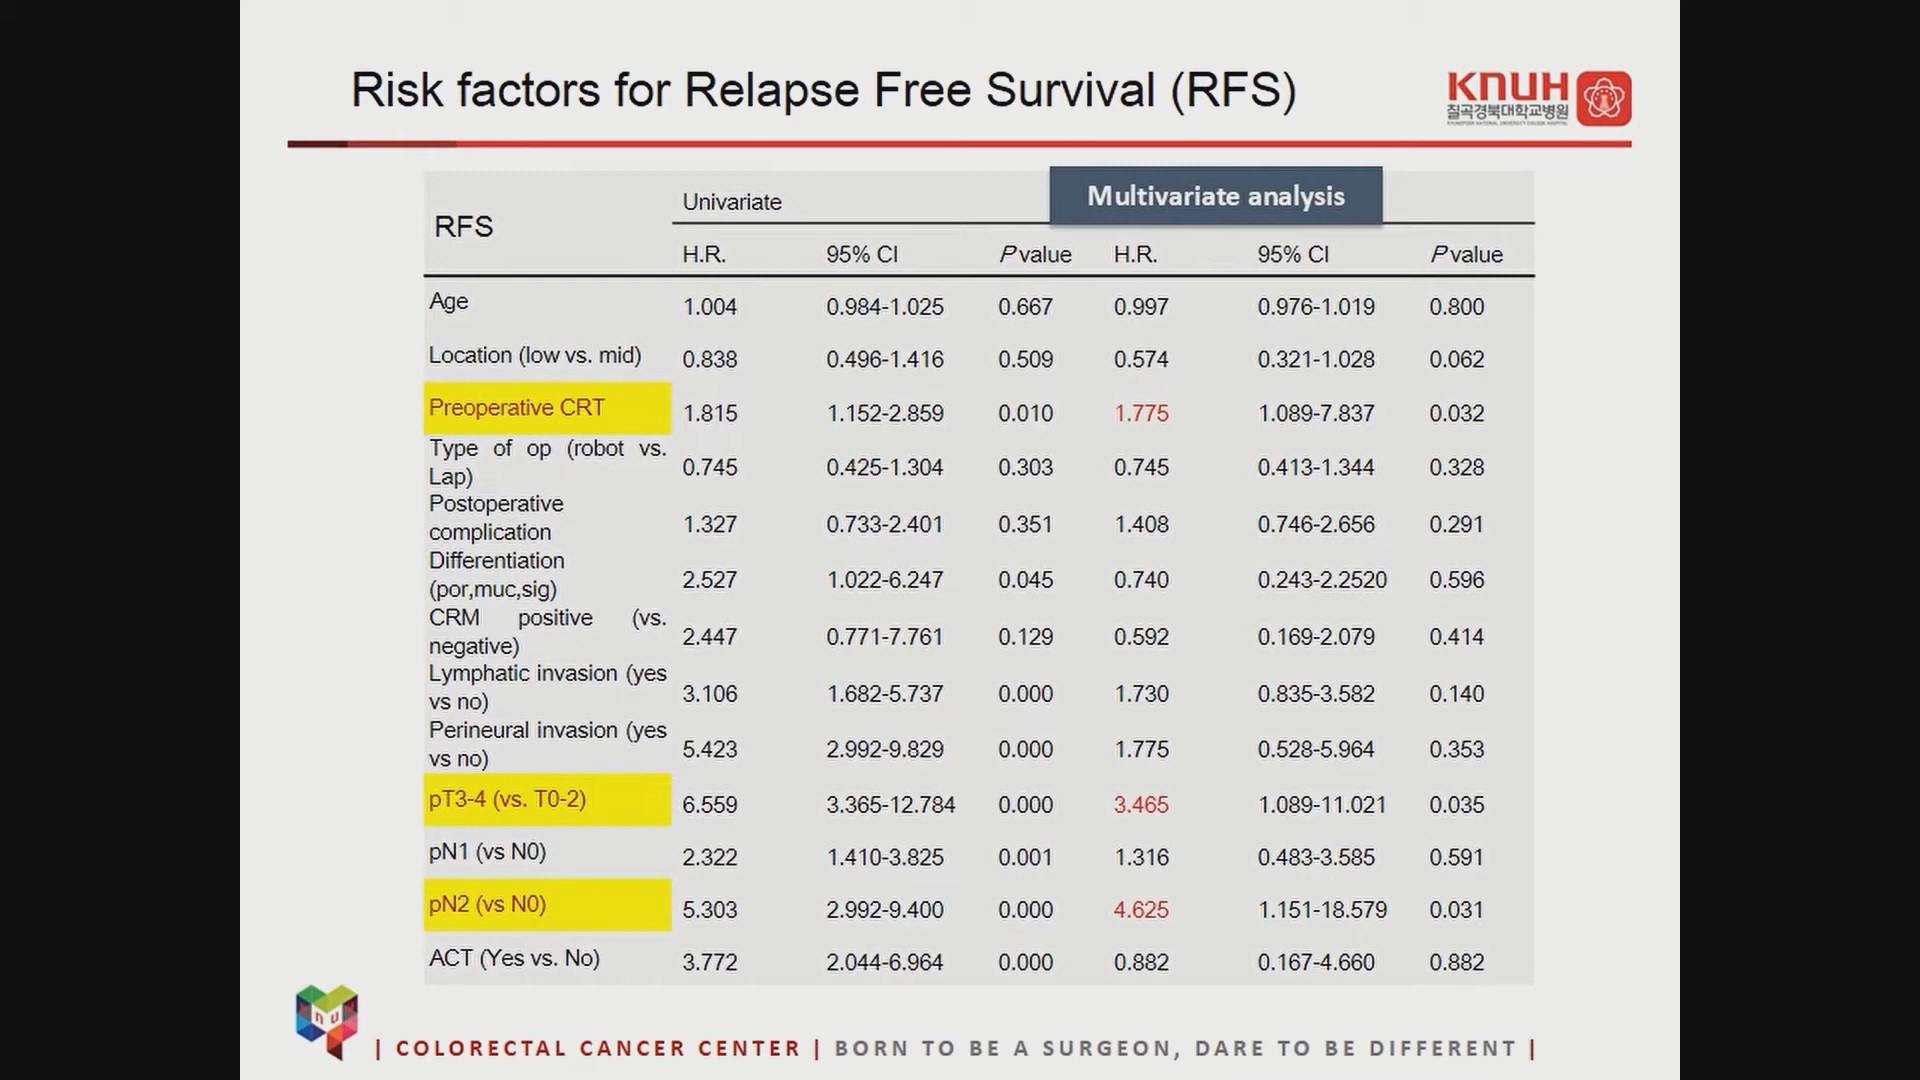 Risk factors for Relapse Free Survival (RFS)
KNUH
칠곡경북대학교병원
Univariate
Multivariate analysis
RFS
H.R. 95% CI P value H.R. 95% CI P value
Age 1.004 0.984-1.025 0.667 0.997 0.976-1.019 0.800
Location (low vs. mid) 0.838 0.496-1.416 0.509 0.574 0.321-1.028 0.062
Preoperative CRT 1.815 1.152-2.859 0.010 1.775 1.089-7.837 0.032
Type of op (robot vs.
Lap) 0.745 0.425-1.304 0.303 0.745 0.413-1.344 0.328
Postoperative
complication 1.327 0.733-2.401 0.351 1.408 0.746-2.656 0.291
Differentiation
(por,muc,sig) 2.527 1.022-6.247 0.045 0.740 0.243-2.2520 0.596
CRM positive (vs.
negative) 2.447 0.771-7.761 0.129 0.592 0.169-2.079 0.414
Lymphatic invasion (yes
vs no) 3.106 1.682-5.737 0.000 1.730 0.835-3.582 0.140
Perineural invasion (yes
vs no) 5.423 2.992-9.829 0.000 1.775 0.528-5.964 0.353
pT3-4 (vs. T0-2) 6.559 3.365-12.784 0.000 3.465 1.089-11.021 0.035
pN1 (vs N0) 2.322 1.410-3.825 0.001 1.316 0.483-3.585 0.591
pN2 (vs N0) 5.303 2.992-9.400 0.000 4.625 1.151-18.579 0.031
ACT (Yes vs. No) 3.772 2.044-6.964 0.000 0.882 0.167-4.660 0.882
| COLORECTAL CANCER CENTER | BORN TO BE A SURGEON, DARE TO BE DIFFERENT |